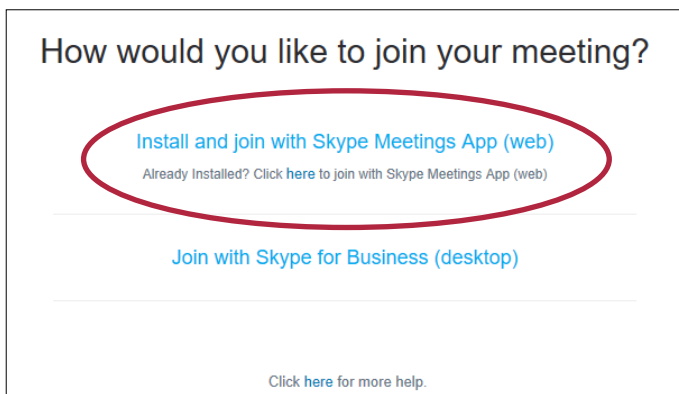 How would you like to join your meeting?
Install and join with Skype Meetings App (web)
Already Installed? Click here to join with Skype Meetings App (web)
Join with Skype for Business (desktop)
Click here for more help.